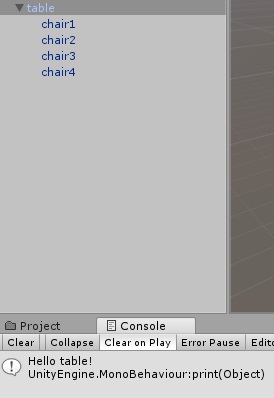 table
chair1
chair2
chair3
chair4
Project Console
Clear Collapse Clear on Play Error Pause Edito
Hello table!
UnityEngine.MonoBehaviour:print(Object)